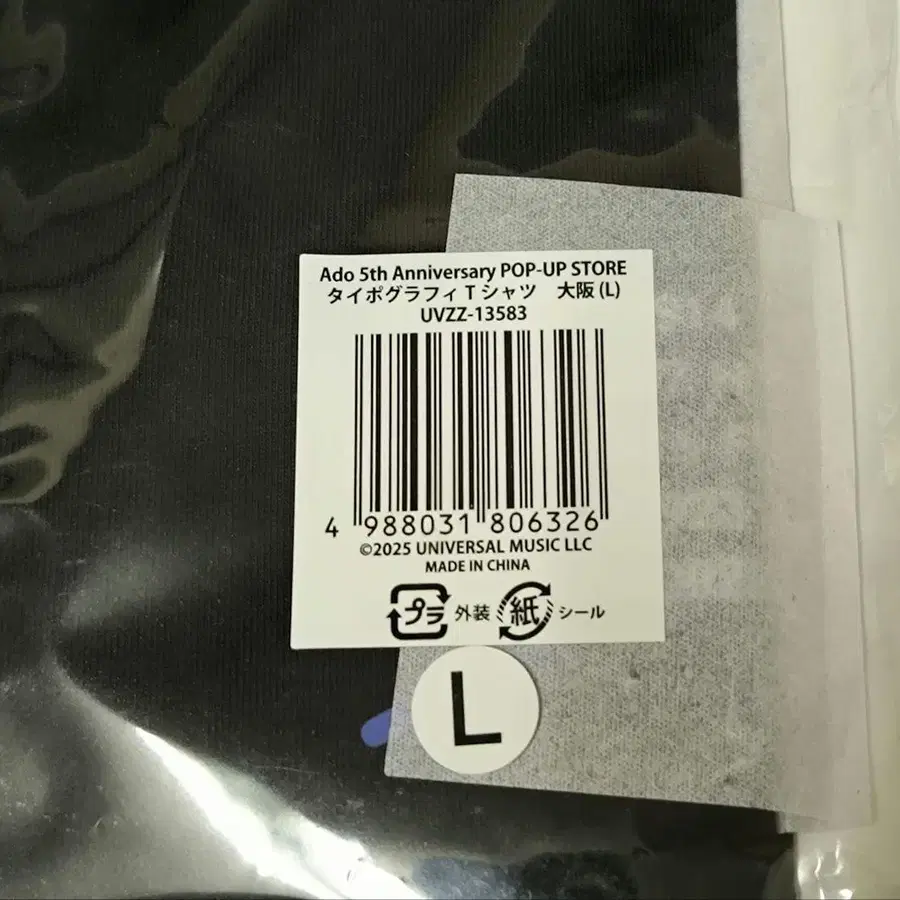 Ado 5th Anniversary POP-UP STORE
タイポグラフィTシャツ　大阪 (L)
UVZZ-13583
4 988031 806326
©2025 UNIVERSAL MUSIC LLC
MADE IN CHINA
プラ 外装 紙 シール
L